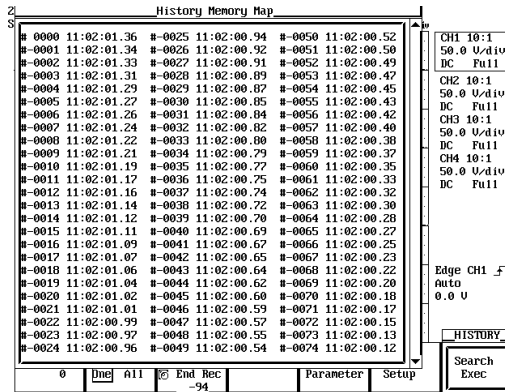 History Memory Map
# 0000 11:02:01.36 #-0025 11:02:00.94 #-0050 11:02:00.52
#-0001 11:02:01.34 #-0026 11:02:00.92 #-0051 11:02:00.50
#-0002 11:02:01.33 #-0027 11:02:00.91 #-0052 11:02:00.49
#-0003 11:02:01.31 #-0028 11:02:00.89 #-0053 11:02:00.47
#-0004 11:02:01.29 #-0029 11:02:00.87 #-0054 11:02:00.45
#-0005 11:02:01.27 #-0030 11:02:00.85 #-0055 11:02:00.43
#-0006 11:02:01.26 #-0031 11:02:00.84 #-0056 11:02:00.42
#-0007 11:02:01.24 #-0032 11:02:00.82 #-0057 11:02:00.40
#-0008 11:02:01.22 #-0033 11:02:00.80 #-0058 11:02:00.38
#-0009 11:02:01.21 #-0034 11:02:00.79 #-0059 11:02:00.37
#-0010 11:02:01.19 #-0035 11:02:00.77 #-0060 11:02:00.35
#-0011 11:02:01.17 #-0036 11:02:00.75 #-0061 11:02:00.33
#-0012 11:02:01.16 #-0037 11:02:00.74 #-0062 11:02:00.32
#-0013 11:02:01.14 #-0038 11:02:00.72 #-0063 11:02:00.30
#-0014 11:02:01.12 #-0039 11:02:00.70 #-0064 11:02:00.28
#-0015 11:02:01.11 #-0040 11:02:00.69 #-0065 11:02:00.27
#-0016 11:02:01.09 #-0041 11:02:00.67 #-0066 11:02:00.25
#-0017 11:02:01.07 #-0042 11:02:00.65 #-0067 11:02:00.23
#-0018 11:02:01.06 #-0043 11:02:00.64 #-0068 11:02:00.22
#-0019 11:02:01.04 #-0044 11:02:00.62 #-0069 11:02:00.20
#-0020 11:02:01.02 #-0045 11:02:00.60 #-0070 11:02:00.18
#-0021 11:02:01.01 #-0046 11:02:00.59 #-0071 11:02:00.17
#-0022 11:02:00.99 #-0047 11:02:00.57 #-0072 11:02:00.15
#-0023 11:02:00.97 #-0048 11:02:00.55 #-0073 11:02:00.13
#-0024 11:02:00.96 #-0049 11:02:00.54 #-0074 11:02:00.12
CH1 10:1
50.0 V/div
DC Full
CH2 10:1
50.0 V/div
DC Full
CH3 10:1
50.0 V/div
DC Full
CH4 10:1
50.0 V/div
DC Full
Edge CH1
Auto
0.0 V
HISTORY
Search
Exec
0 One All End Rec Parameter Setup
-94